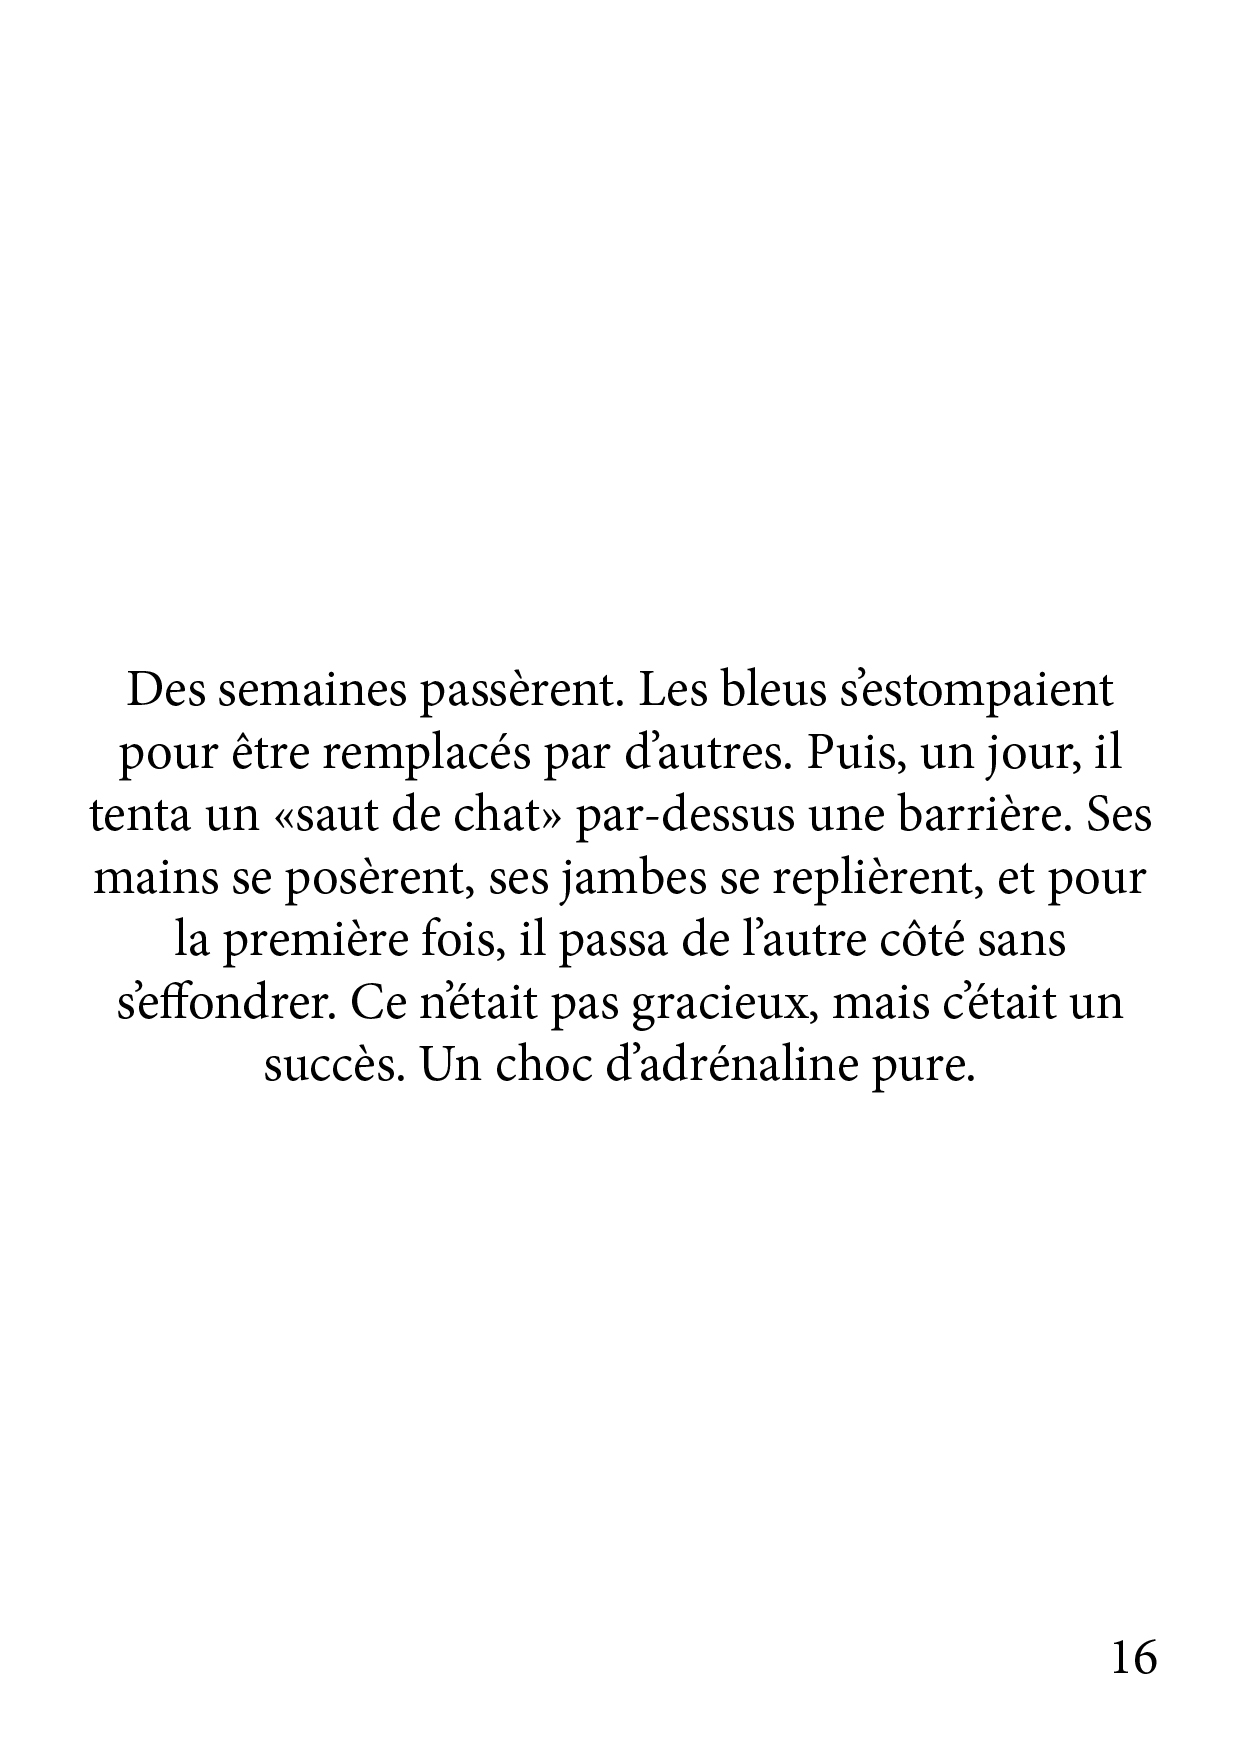 Des semaines passèrent. Les bleus s’estompaient
pour être remplacés par d’autres. Puis, un jour, il
tenta un «saut de chat» par-dessus une barrière. Ses
mains se posèrent, ses jambes se replièrent, et pour
la première fois, il passa de l’autre côté sans
s’effondrer. Ce n’était pas gracieux, mais c’était un
succès. Un choc d’adrénaline pure.
16